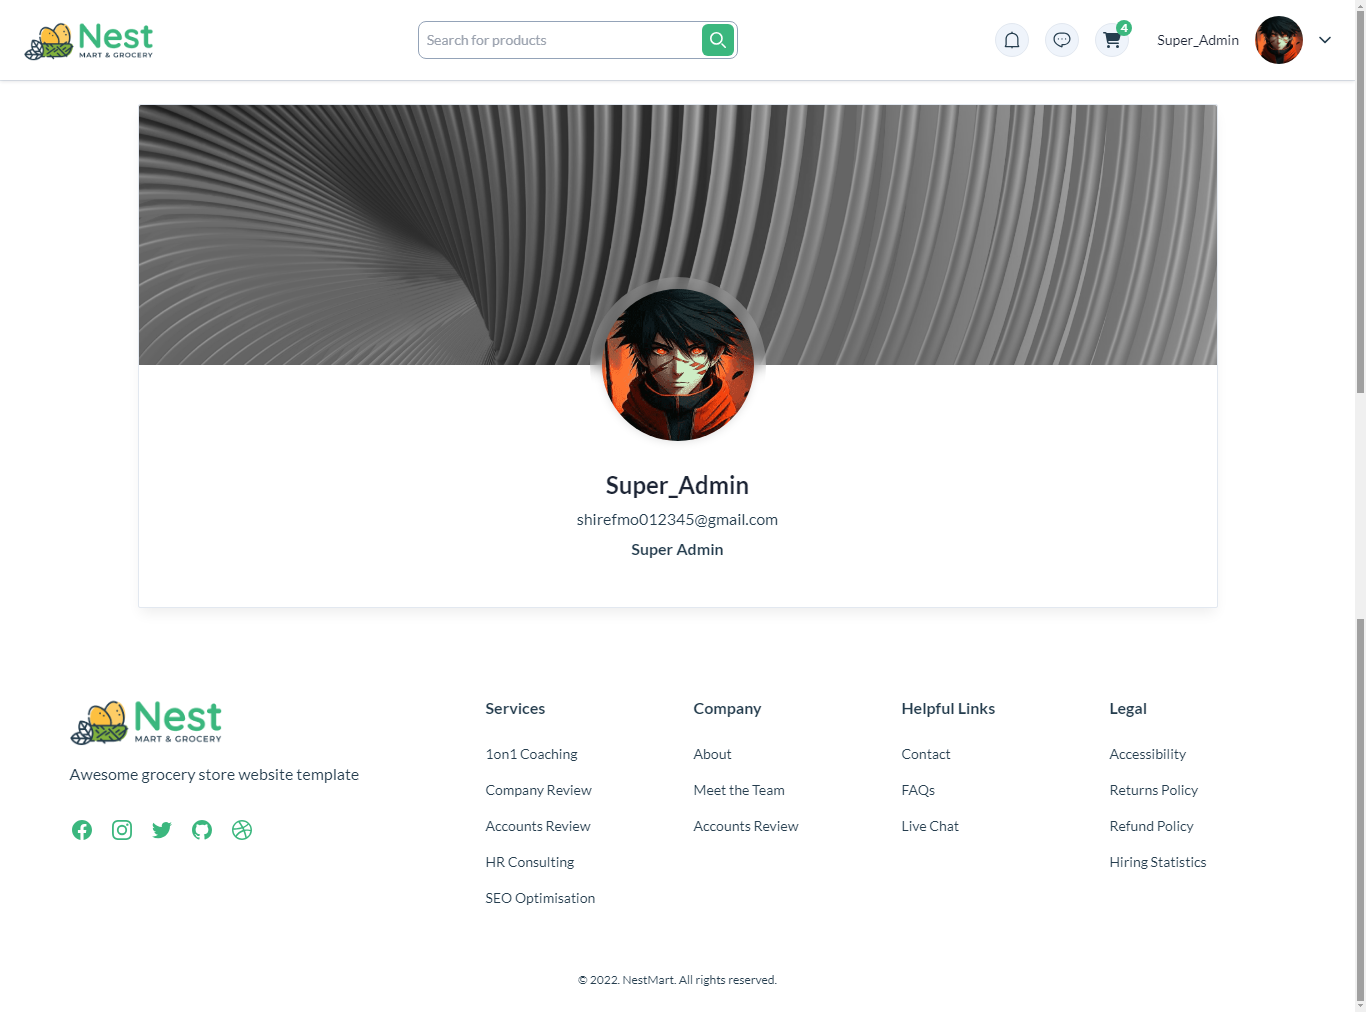 Nest
MART & GROCERY
Search for products
4
Super_Admin
Super_Admin
shirefmo012345@gmail.com
Super Admin
Nest
MART & GROCERY
Awesome grocery store website template
Services
1on1 Coaching
Company Review
Accounts Review
HR Consulting
SEO Optimisation
Company
About
Meet the Team
Accounts Review
Helpful Links
Contact
FAQs
Live Chat
Legal
Accessibility
Returns Policy
Refund Policy
Hiring Statistics
© 2022. NestMart. All rights reserved.